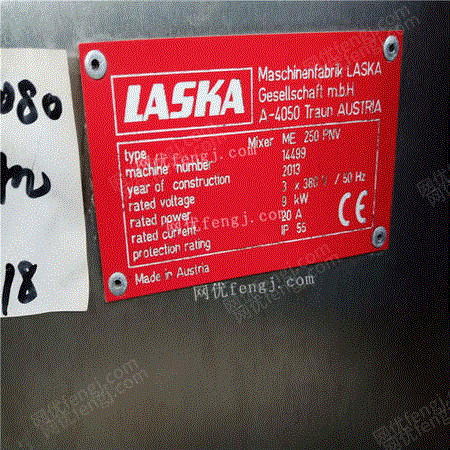 080
18
LASKA
Maschinenfabrik LASKA
Gesellschaft m.b.H
A-4050 Traun AUSTRIA
type Mixer ME 250 PNV
machine number 14499
year of construction 2013
rated voltage 3 x 380 V / 50 Hz
rated power 9 kW
rated current 20 A
protection rating IP 55
CE
Made in Austria
网优fengj.com